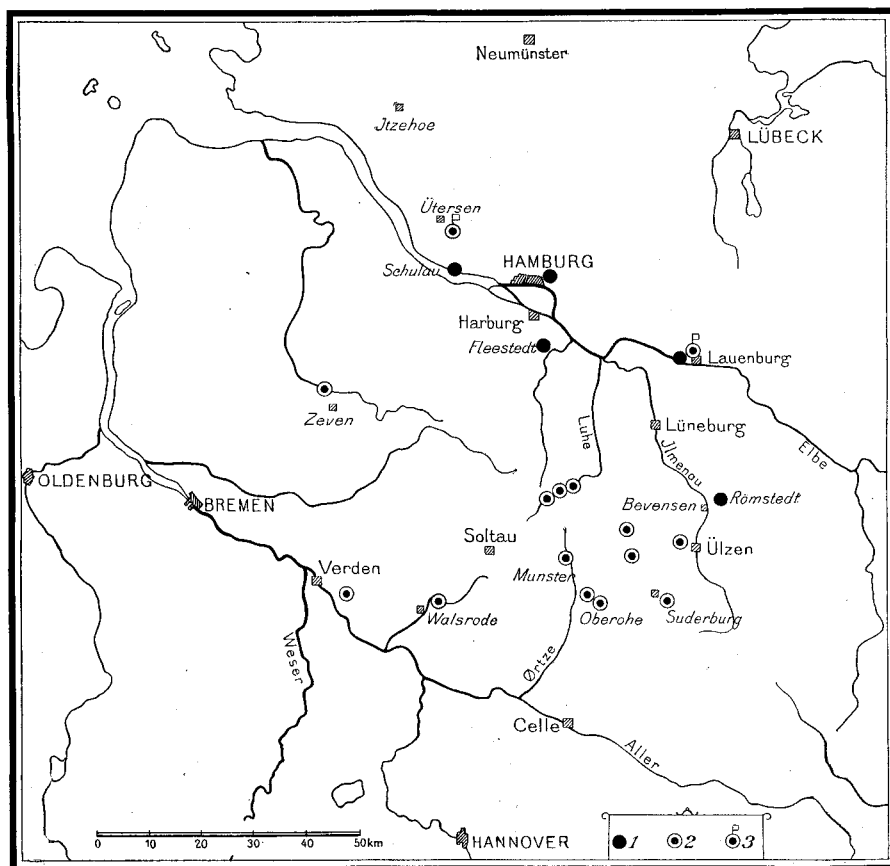 Neumünster
Jtzehoe
LÜBECK
Ütersen
Schulau
HAMBURG
Harburg
Fleestedt
Lauenburg
Zeven
Luhe
Lüneburg
Jlmenau
Elbe
OLDENBURG
BREMEN
Bevensen
Römstedt
Soltau
Ülzen
Verden
Munster
Walsrode
Oberohe
Suderburg
Weser
Ørtze
Celle
Aller
0 10 20 30 40 50km
HANNOVER
1 2 3